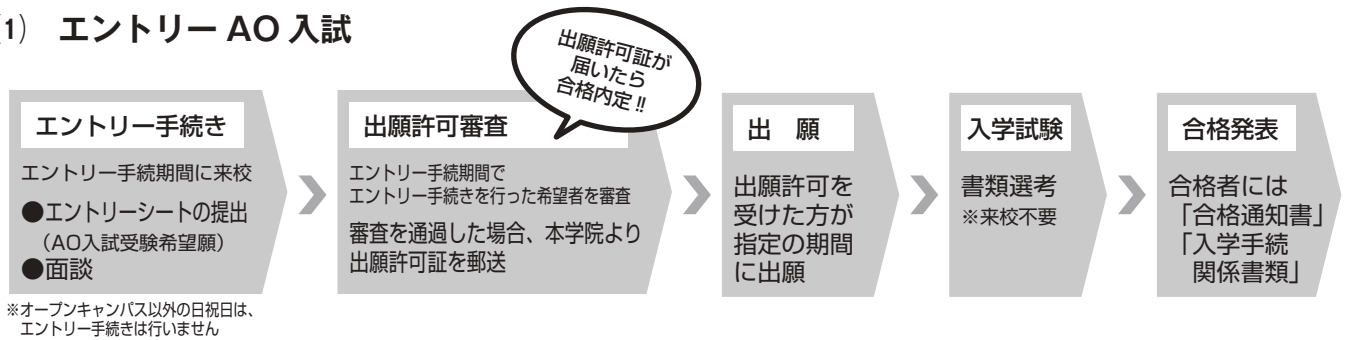 (1) エントリー AO 入試
出願許可証が
届いたら
合格内定!!
エントリー手続き
エントリー手続期間に来校
●エントリーシートの提出
（AO入試受験希望願）
●面談
※オープンキャンパス以外の日祝日は、
エントリー手続きは行いません
出願許可審査
エントリー手続期間で
エントリー手続きを行った希望者を審査
審査を通過した場合、本学院より
出願許可証を郵送
出　願
出願許可を
受けた方が
指定の期間
に出願
入学試験
書類選考
※来校不要
合格発表
合格者には
「合格通知書」
「入学手続
関係書類」